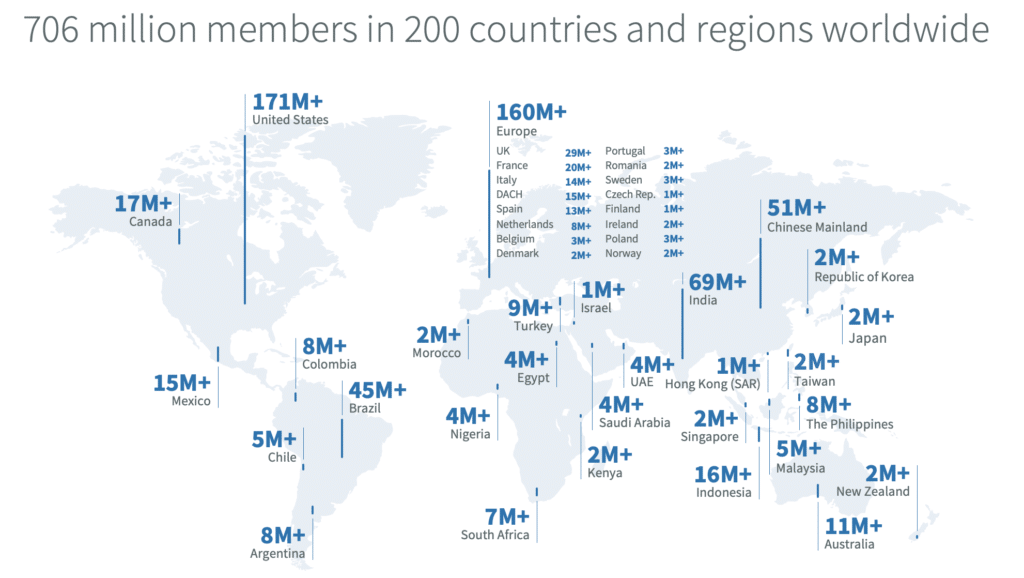 706 million members in 200 countries and regions worldwide
171M+
United States
160M+
Europe
UK 29M+ Portugal 3M+
France 20M+ Romania 2M+
Italy 14M+ Sweden 3M+
DACH 15M+ Czech Rep. 1M+
Spain 13M+ Finland 1M+
Netherlands 8M+ Ireland 2M+
Belgium 3M+ Poland 3M+
Denmark 2M+ Norway 2M+
17M+
Canada
51M+
Chinese Mainland
2M+
Republic of Korea
69M+
India
1M+
Israel
9M+
Turkey
2M+
Japan
2M+
Morocco
8M+
Colombia
4M+
Egypt
4M+
UAE
1M+
Hong Kong (SAR)
2M+
Taiwan
15M+
Mexico
45M+
Brazil
4M+
Nigeria
4M+
Saudi Arabia
2M+
Singapore
8M+
The Philippines
5M+
Chile
2M+
Kenya
5M+
Malaysia
16M+
Indonesia
2M+
New Zealand
7M+
South Africa
11M+
Australia
8M+
Argentina